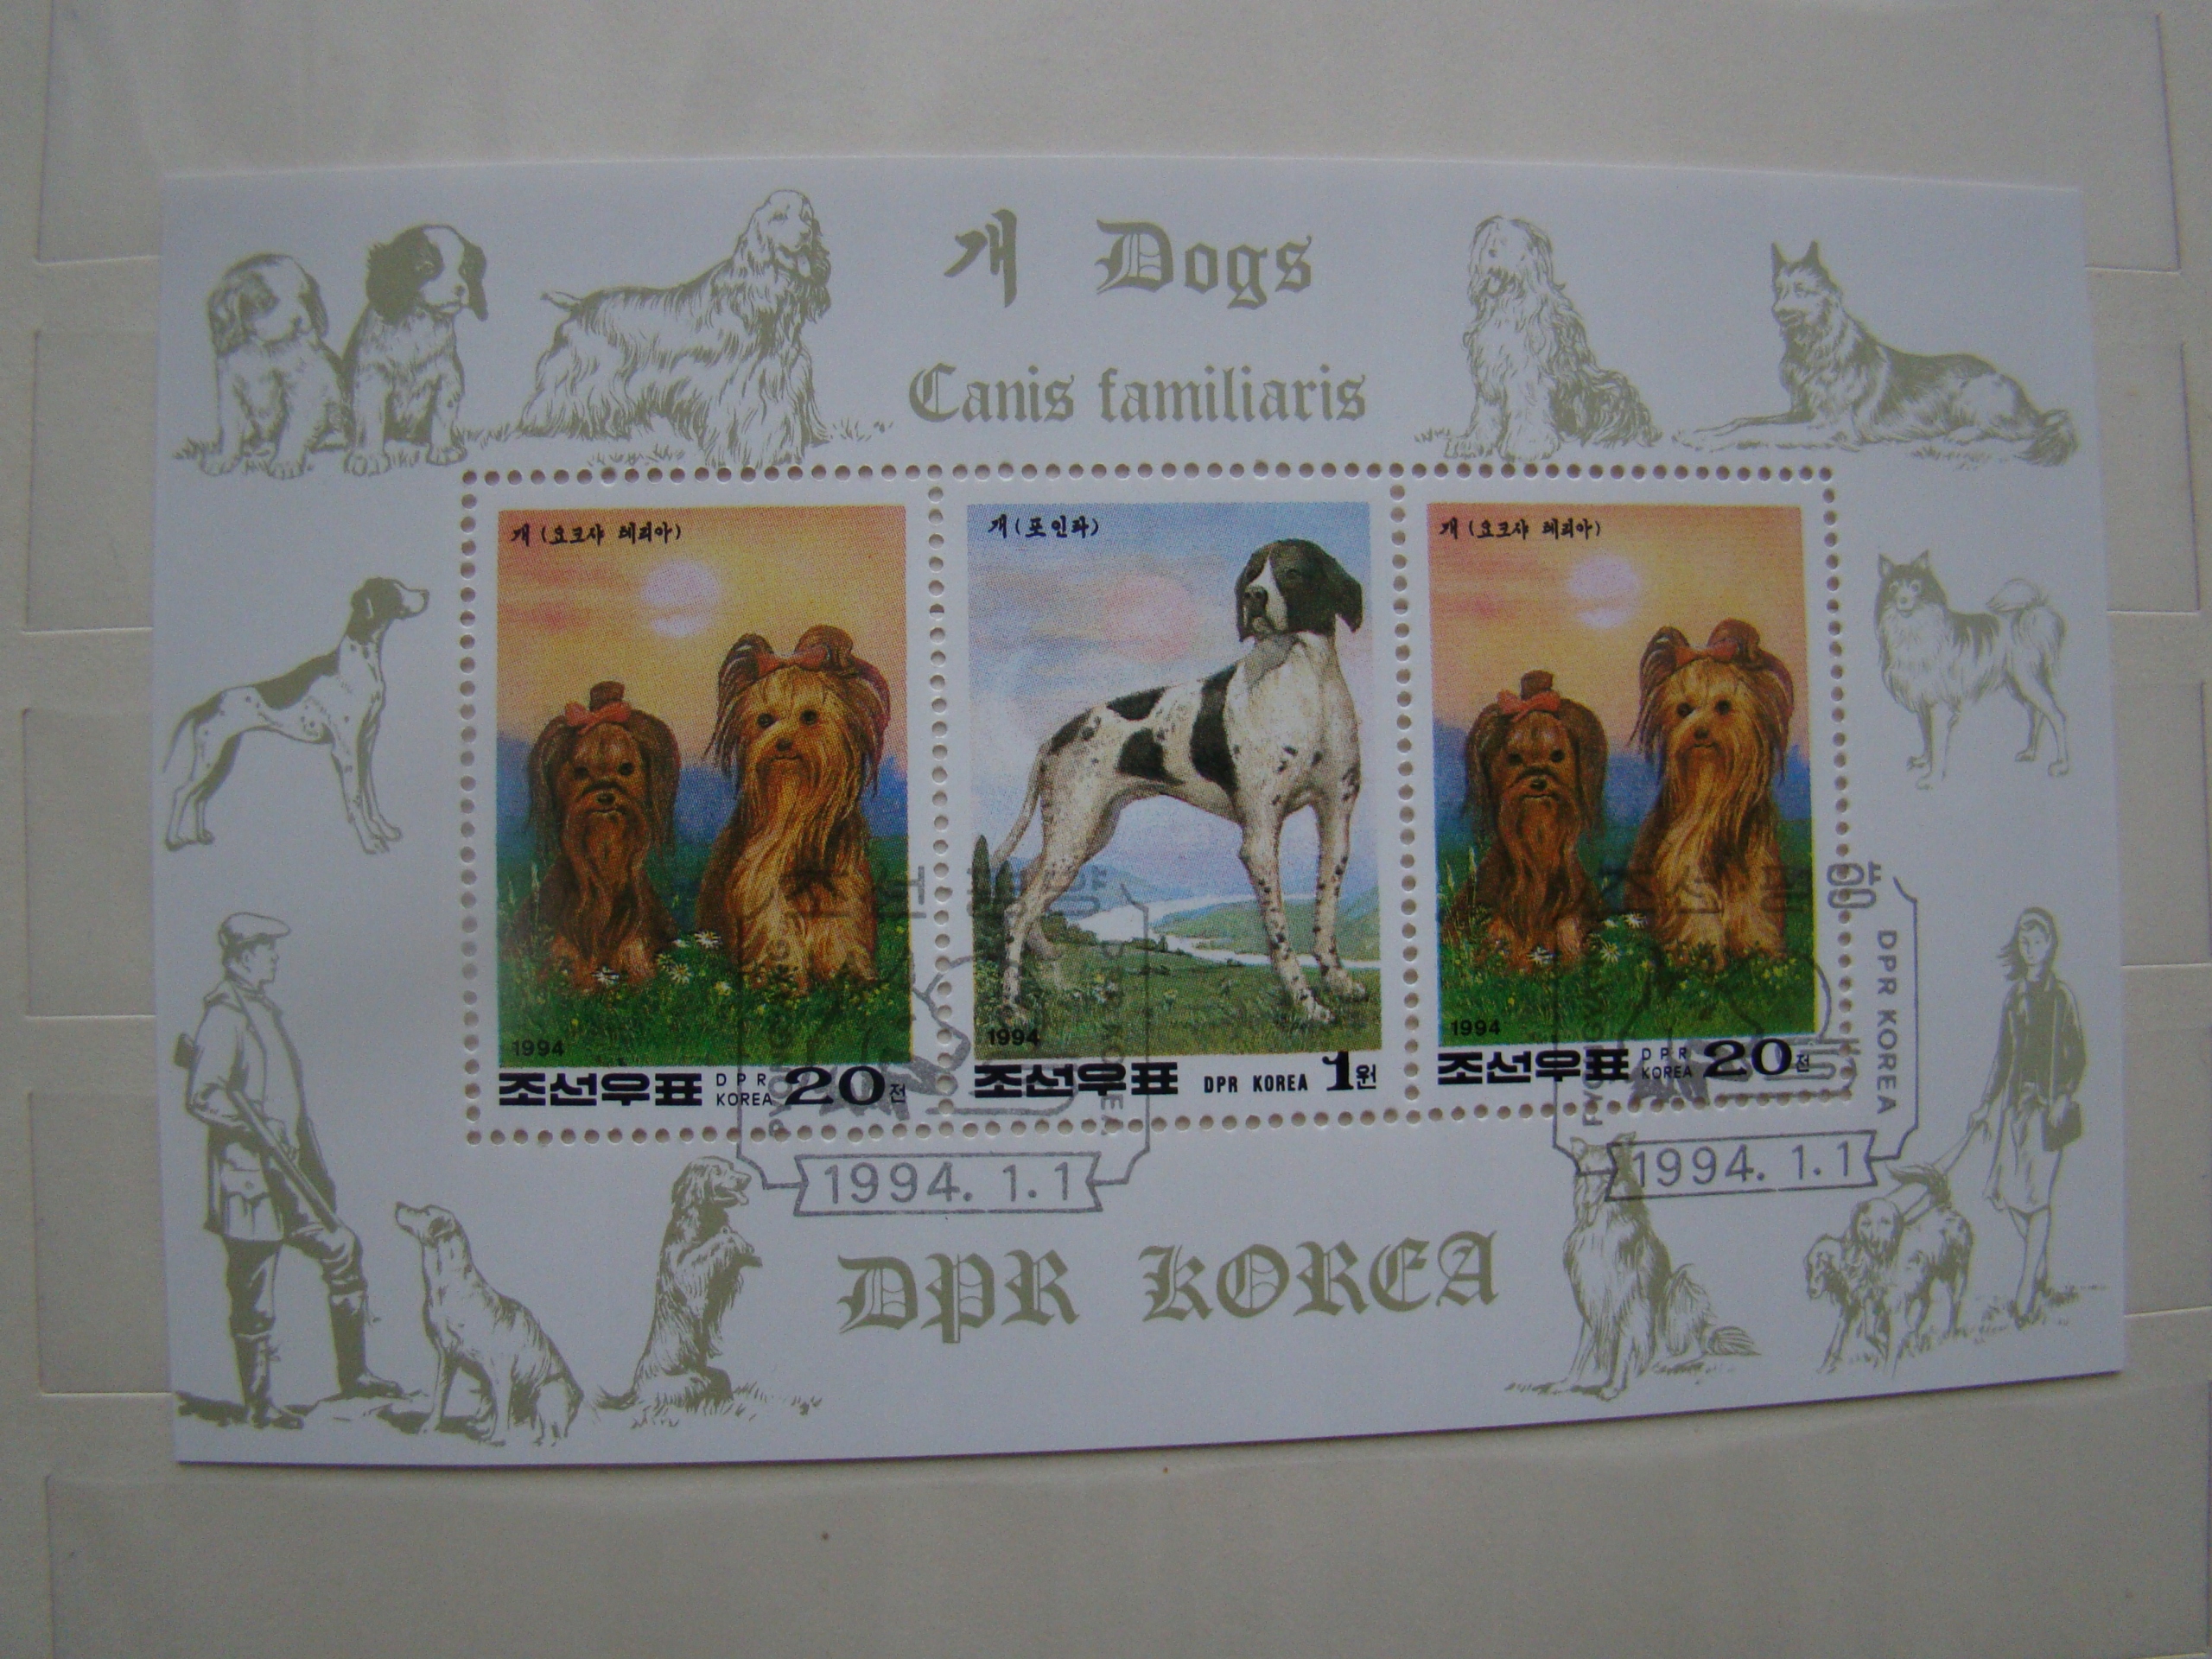 개 Dogs
Canis familiaris
개 (요크샤 테리아)
1994
조선우표 DPR KOREA 20전
개 (포인좌)
1994
조선우표 DPR KOREA 1원
개 (요크샤 테리아)
1994
조선우표 DPR KOREA 20전
DPR KOREA
1994. 1. 1
DPR KOREA
1994. 1. 1
DPR KOREA